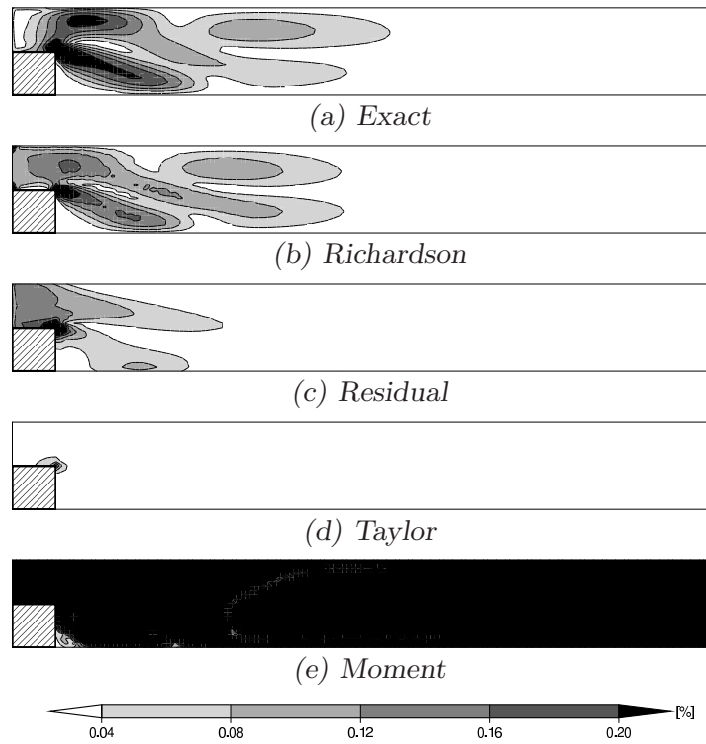 (a) Exact
(b) Richardson
(c) Residual
(d) Taylor
(e) Moment
[%]
0.04 0.08 0.12 0.16 0.20